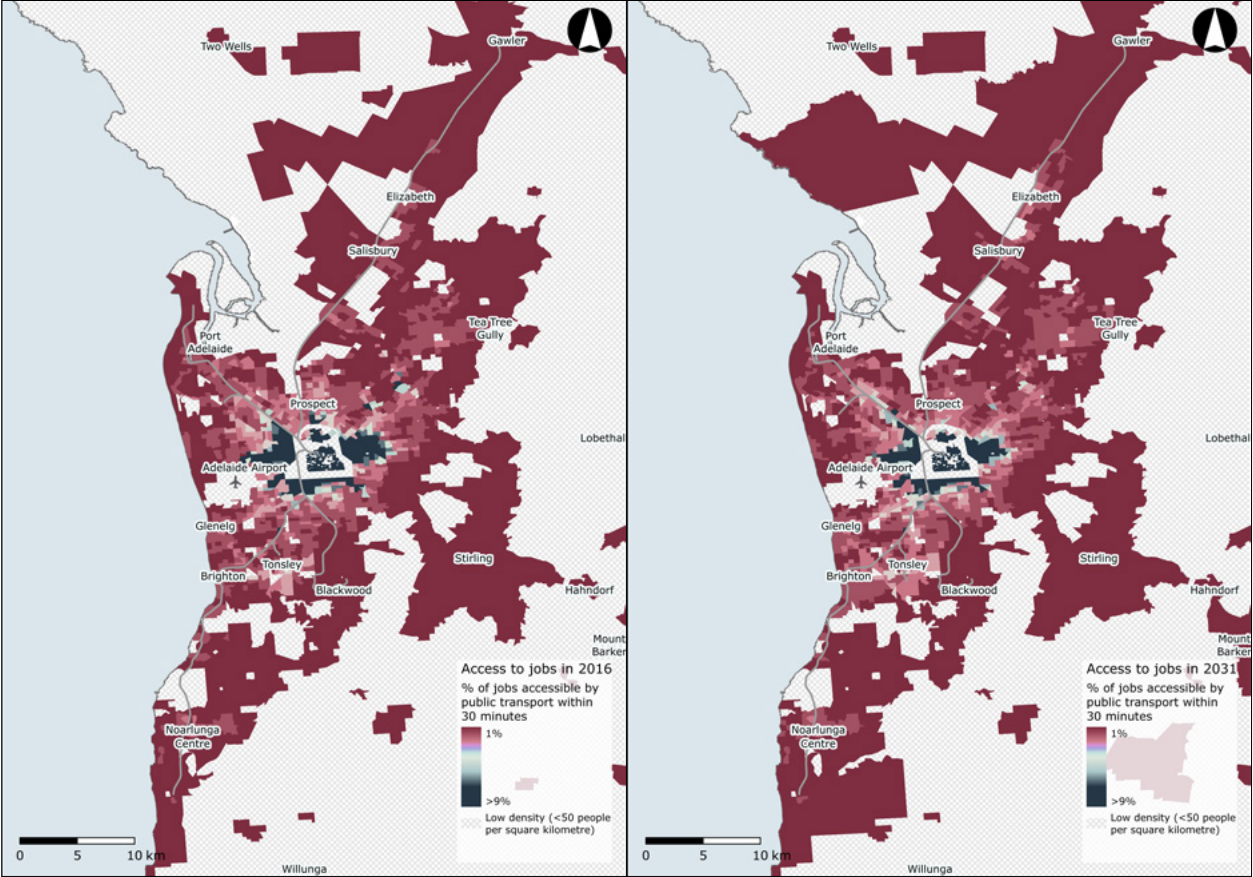 Two Wells
Gawler
Elizabeth
Salisbury
Tea Tree
Gully
Port
Adelaide
Prospect
Lobethal
Adelaide Airport
Glenelg
Stirling
Tonsley
Brighton
Blackwood
Hahndorf
Mount
Barker
Noarlunga
Centre
Willunga
Access to jobs in 2016
% of jobs accessible by
public transport within
30 minutes
1%
>9%
Low density (<50 people
per square kilometre)
0 5 10 km
Two Wells
Gawler
Elizabeth
Salisbury
Tea Tree
Gully
Port
Adelaide
Prospect
Lobethal
Adelaide Airport
Glenelg
Stirling
Tonsley
Brighton
Blackwood
Hahndorf
Mount
Barker
Noarlunga
Centre
Willunga
Access to jobs in 2031
% of jobs accessible by
public transport within
30 minutes
1%
>9%
Low density (<50 people
per square kilometre)
0 5 10 km